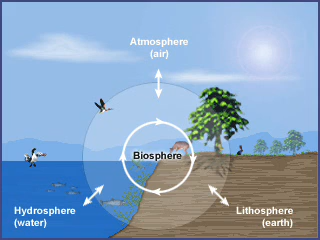 Atmosphere
(air)
Biosphere
Hydrosphere
(water)
Lithosphere
(earth)